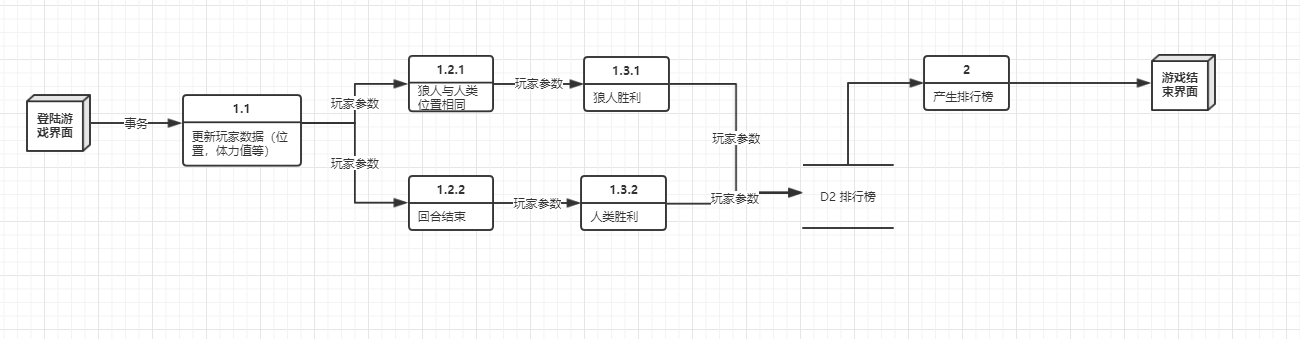 登陆游
戏界面
事务
1.1
更新玩家数据（位
置，体力值等）
玩家参数
玩家参数
1.2.1
狼人与人类
位置相同
玩家参数
1.3.1
狼人胜利
1.2.2
回合结束
玩家参数
1.3.2
人类胜利
玩家参数
玩家参数
D2 排行榜
2
产生排行榜
游戏结
束界面